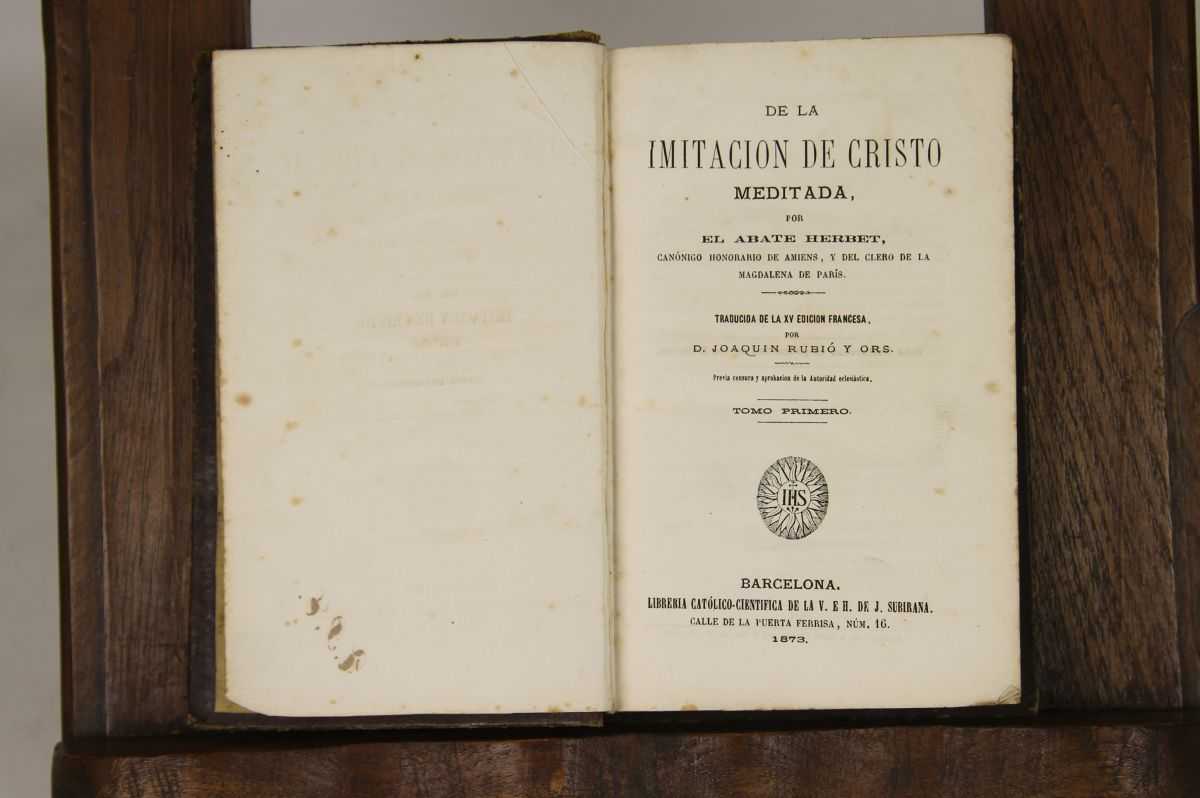 DE LA
IMITACION DE CRISTO
MEDITADA,
POR
EL ABATE HERBET,
CANÓNIGO HONORARIO DE AMIENS, Y DEL CLERO DE LA
MAGDALENA DE PARÍS.
TRADUCIDA DE LA XV EDICION FRANCESA,
POR
D. JOAQUIN RUBIÓ Y ORS.
Prévia censura y aprobacion de la Autoridad eclesiástica.
TOMO PRIMERO.
IHS
BARCELONA.
LIBRERIA CATÓLICO-CIENTIFICA DE LA V. E H. DE J. SUBIRANA.
CALLE DE LA PUERTA FERRISA, NÚM. 16.
1873.